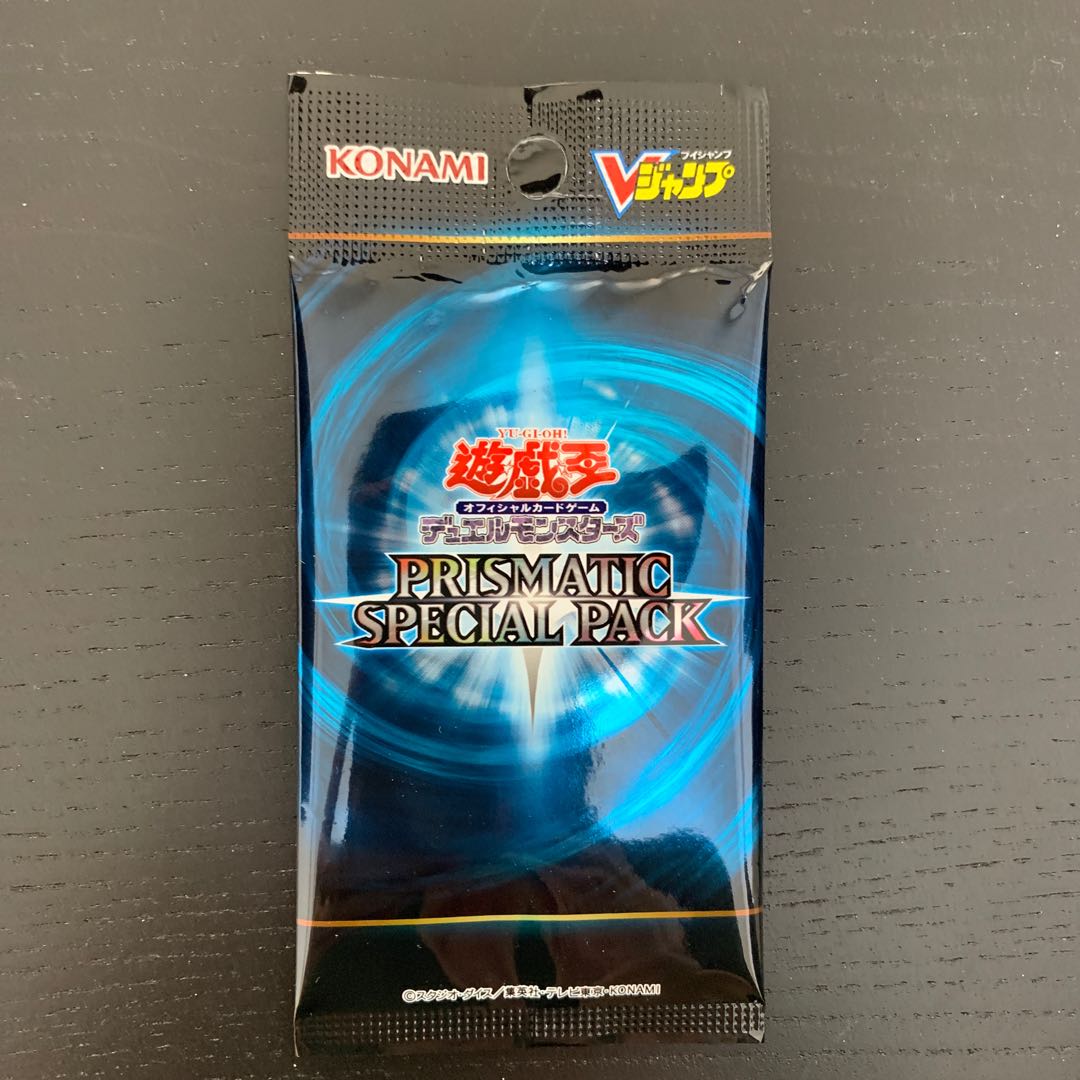 KONAMI
ブイジャンプ
Vジャンプ
YU-GI-OH!
遊戯王
オフィシャルカードゲーム
デュエルモンスターズ
PRISMATIC
SPECIAL PACK
©スタジオ・ダイス/集英社・テレビ東京・KONAMI